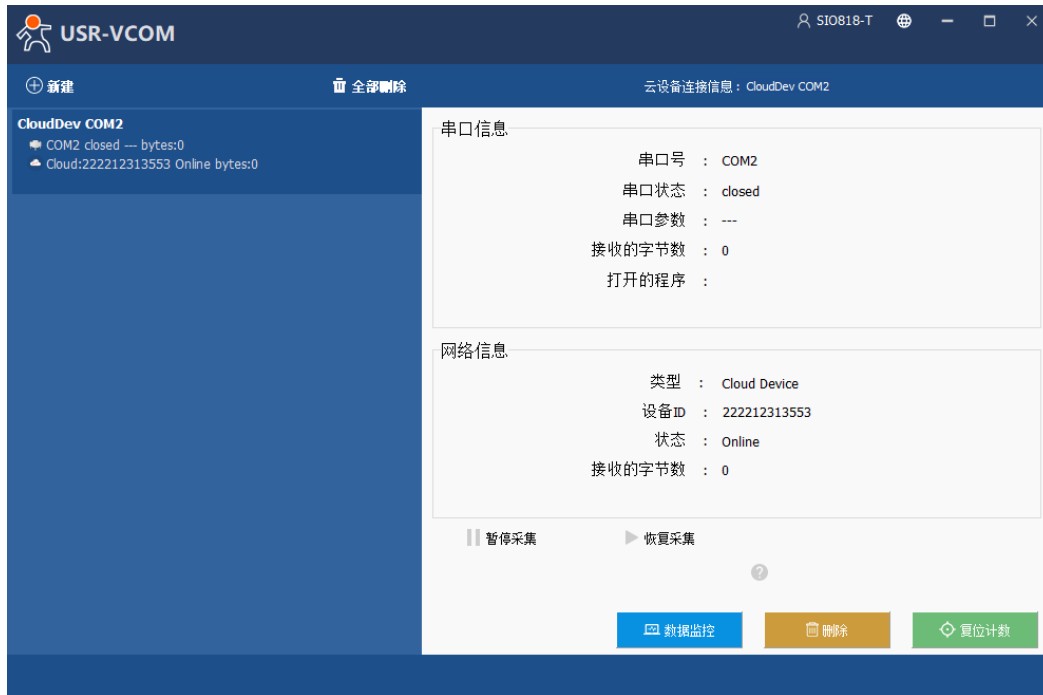 USR-VCOM
SIO818-T
新建
全部删除
云设备连接信息：CloudDev COM2
CloudDev COM2
COM2 closed --- bytes:0
Cloud:222212313553 Online bytes:0
串口信息
串口号 ： COM2
串口状态 ： closed
串口参数 ： ---
接收的字节数 ： 0
打开的程序 ：
网络信息
类型 ： Cloud Device
设备ID ： 222212313553
状态 ： Online
接收的字节数 ： 0
暂停采集
恢复采集
?
数据监控
删除
复位计数